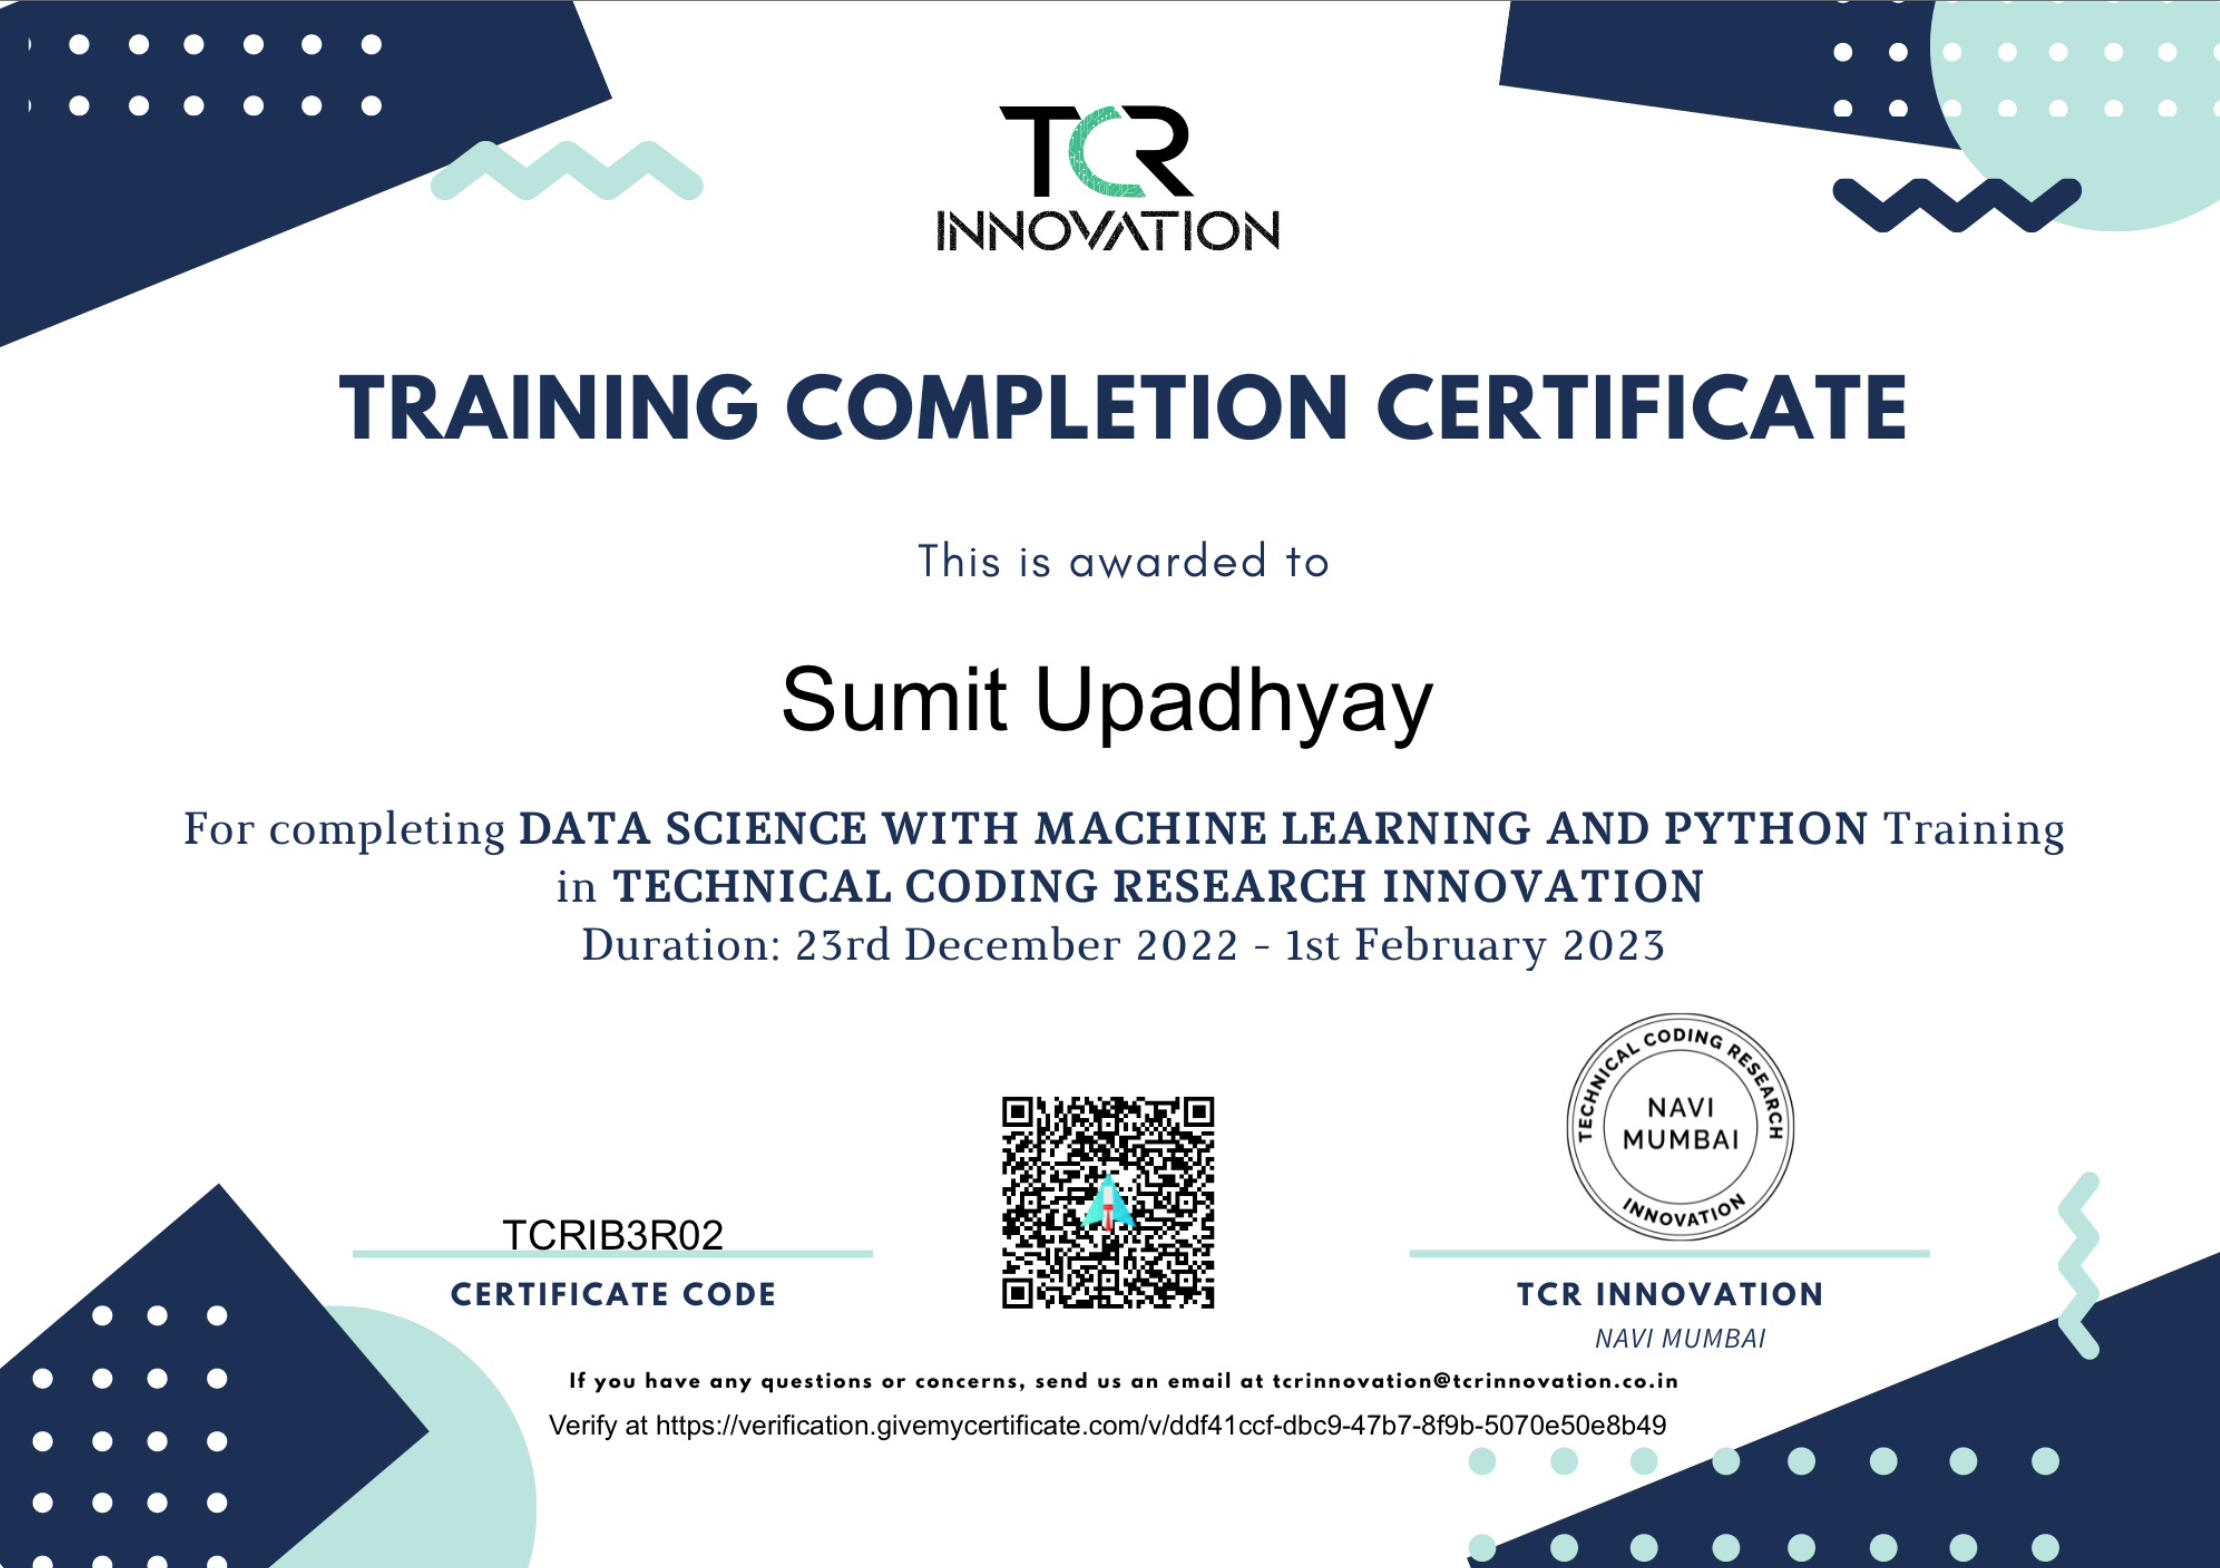 TCR
INNOVATION
TRAINING COMPLETION CERTIFICATE
This is awarded to
Sumit Upadhyay
For completing DATA SCIENCE WITH MACHINE LEARNING AND PYTHON Training
in TECHNICAL CODING RESEARCH INNOVATION
Duration: 23rd December 2022 - 1st February 2023
TECHNICAL CODING RESEARCH
NAVI
MUMBAI
INNOVATION
TCRIB3R02
CERTIFICATE CODE
TCR INNOVATION
NAVI MUMBAI
If you have any questions or concerns, send us an email at tcrinnovation@tcrinnovation.co.in
Verify at https://verification.givemycertificate.com/v/ddf41ccf-dbc9-47b7-8f9b-5070e50e8b49